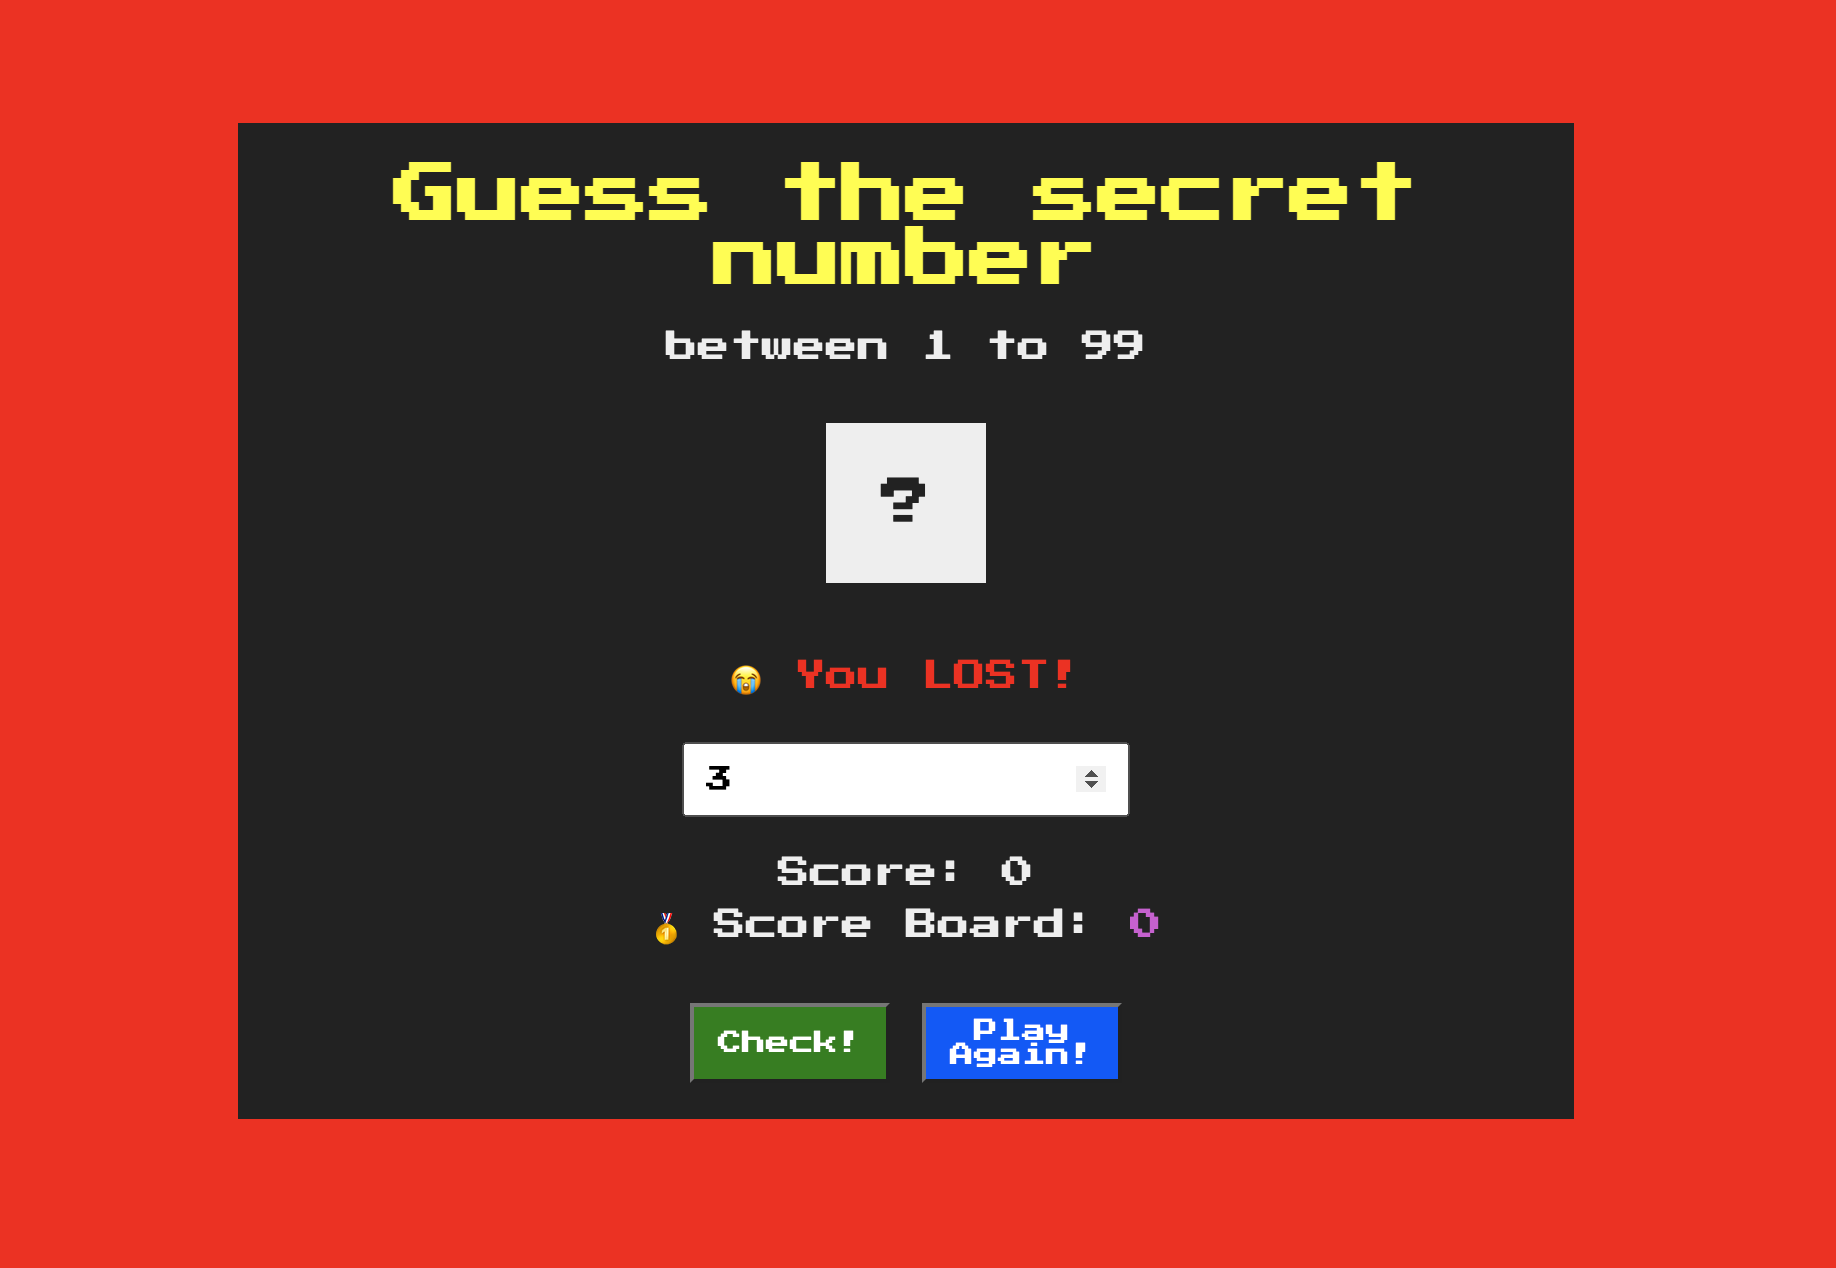 Guess the secret
number
between 1 to 99
?
😭 You LOST!
3
Score: 0
🥇 Score Board: 0
Check!
Play
Again!